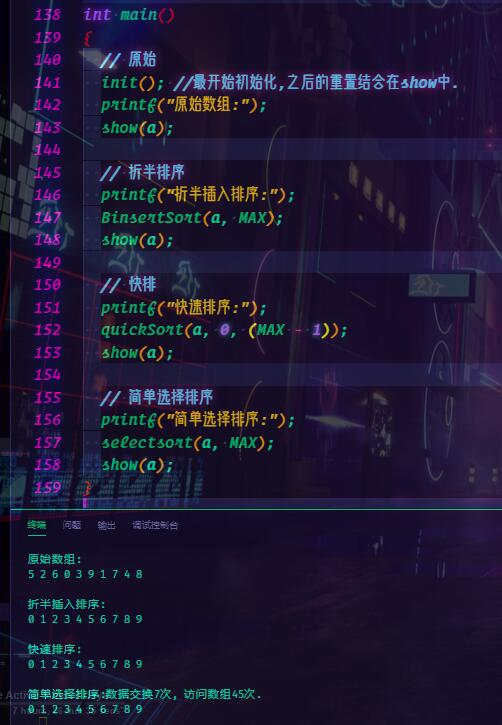 138 int main()
139 {
140 // 原始
141 init(); //最开始初始化,之后的重置结合在show中.
142 printf("原始数组:");
143 show(a);
144
145 // 折半排序
146 printf("折半插入排序:");
147 BinsertSort(a, MAX);
148 show(a);
149
150 // 快排
151 printf("快速排序:");
152 quickSort(a, 0, (MAX - 1));
153 show(a);
154
155 // 简单选择排序
156 printf("简单选择排序:");
157 selectsort(a, MAX);
158 show(a);
159 }
终端 问题 输出 调试控制台
原始数组:
5 2 6 0 3 9 1 7 4 8
折半插入排序:
0 1 2 3 4 5 6 7 8 9
快速排序:
0 1 2 3 4 5 6 7 8 9
简单选择排序:数据交换7次, 访问数组45次.
0 1 2 3 4 5 6 7 8 9